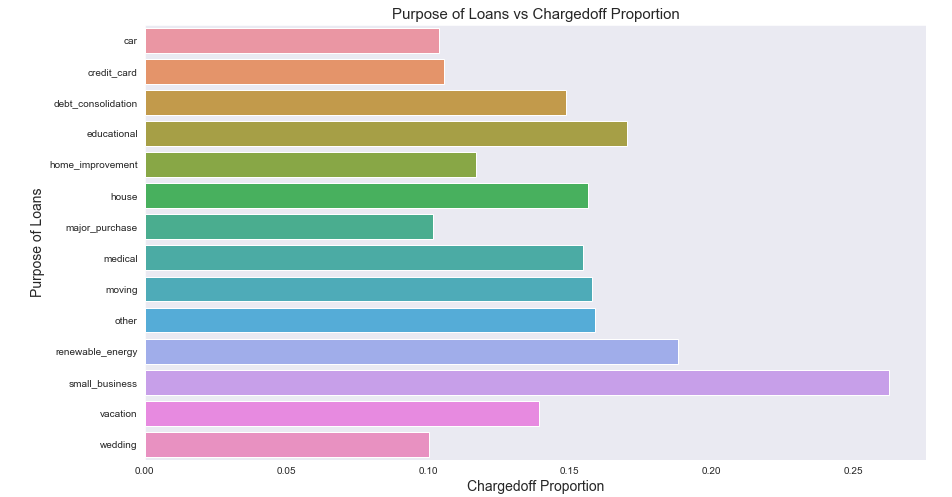 Purpose of Loans vs Chargedoff Proportion
Purpose of Loans
car
credit_card
debt_consolidation
educational
home_improvement
house
major_purchase
medical
moving
other
renewable_energy
small_business
vacation
wedding
0.00 0.05 0.10 0.15 0.20 0.25
Chargedoff Proportion